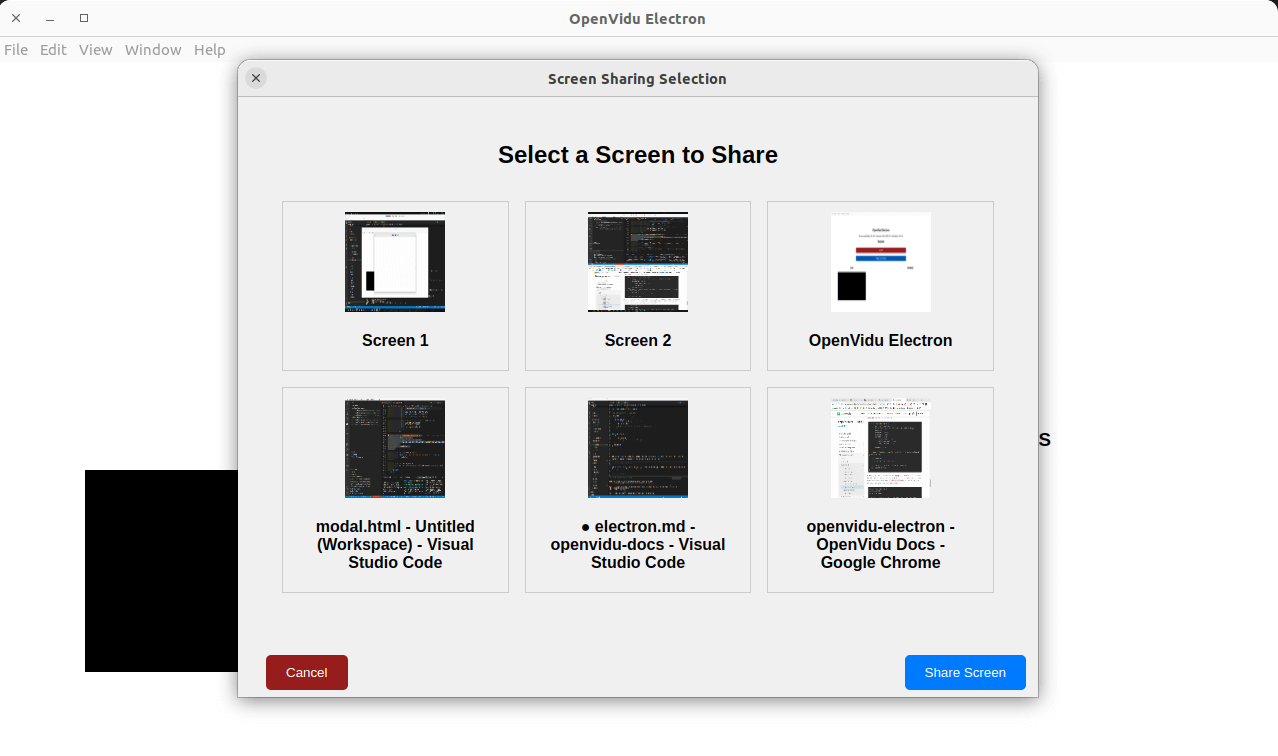 OpenVidu Electron
File Edit View Window Help
Screen Sharing Selection
Select a Screen to Share
Screen 1
Screen 2
OpenVidu Electron
modal.html - Untitled
(Workspace) - Visual
Studio Code
● electron.md -
openvidu-docs - Visual
Studio Code
openvidu-electron -
OpenVidu Docs -
Google Chrome
s
Cancel
Share Screen